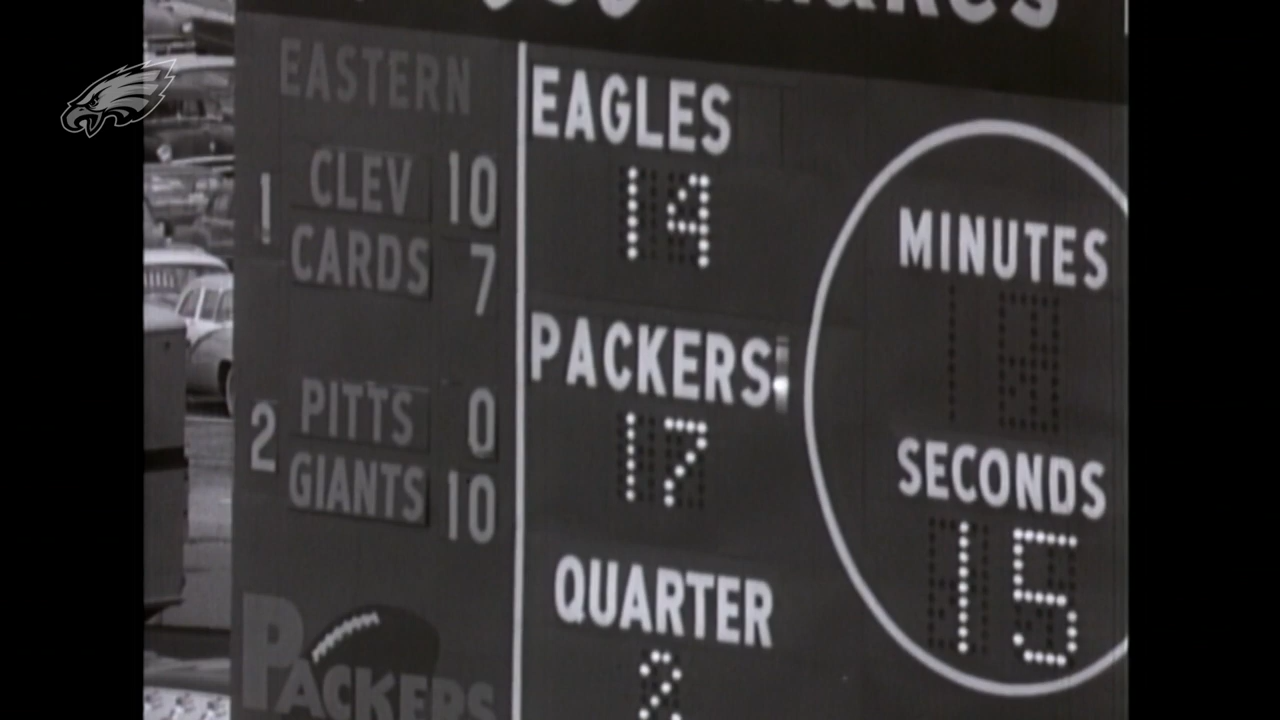 EASTERN
1 CLEV 10
CARDS 7
2 PITTS 0
GIANTS 10
PACKERS
EAGLES
14
PACKERS
17
QUARTER
2
MINUTES
SECONDS
15